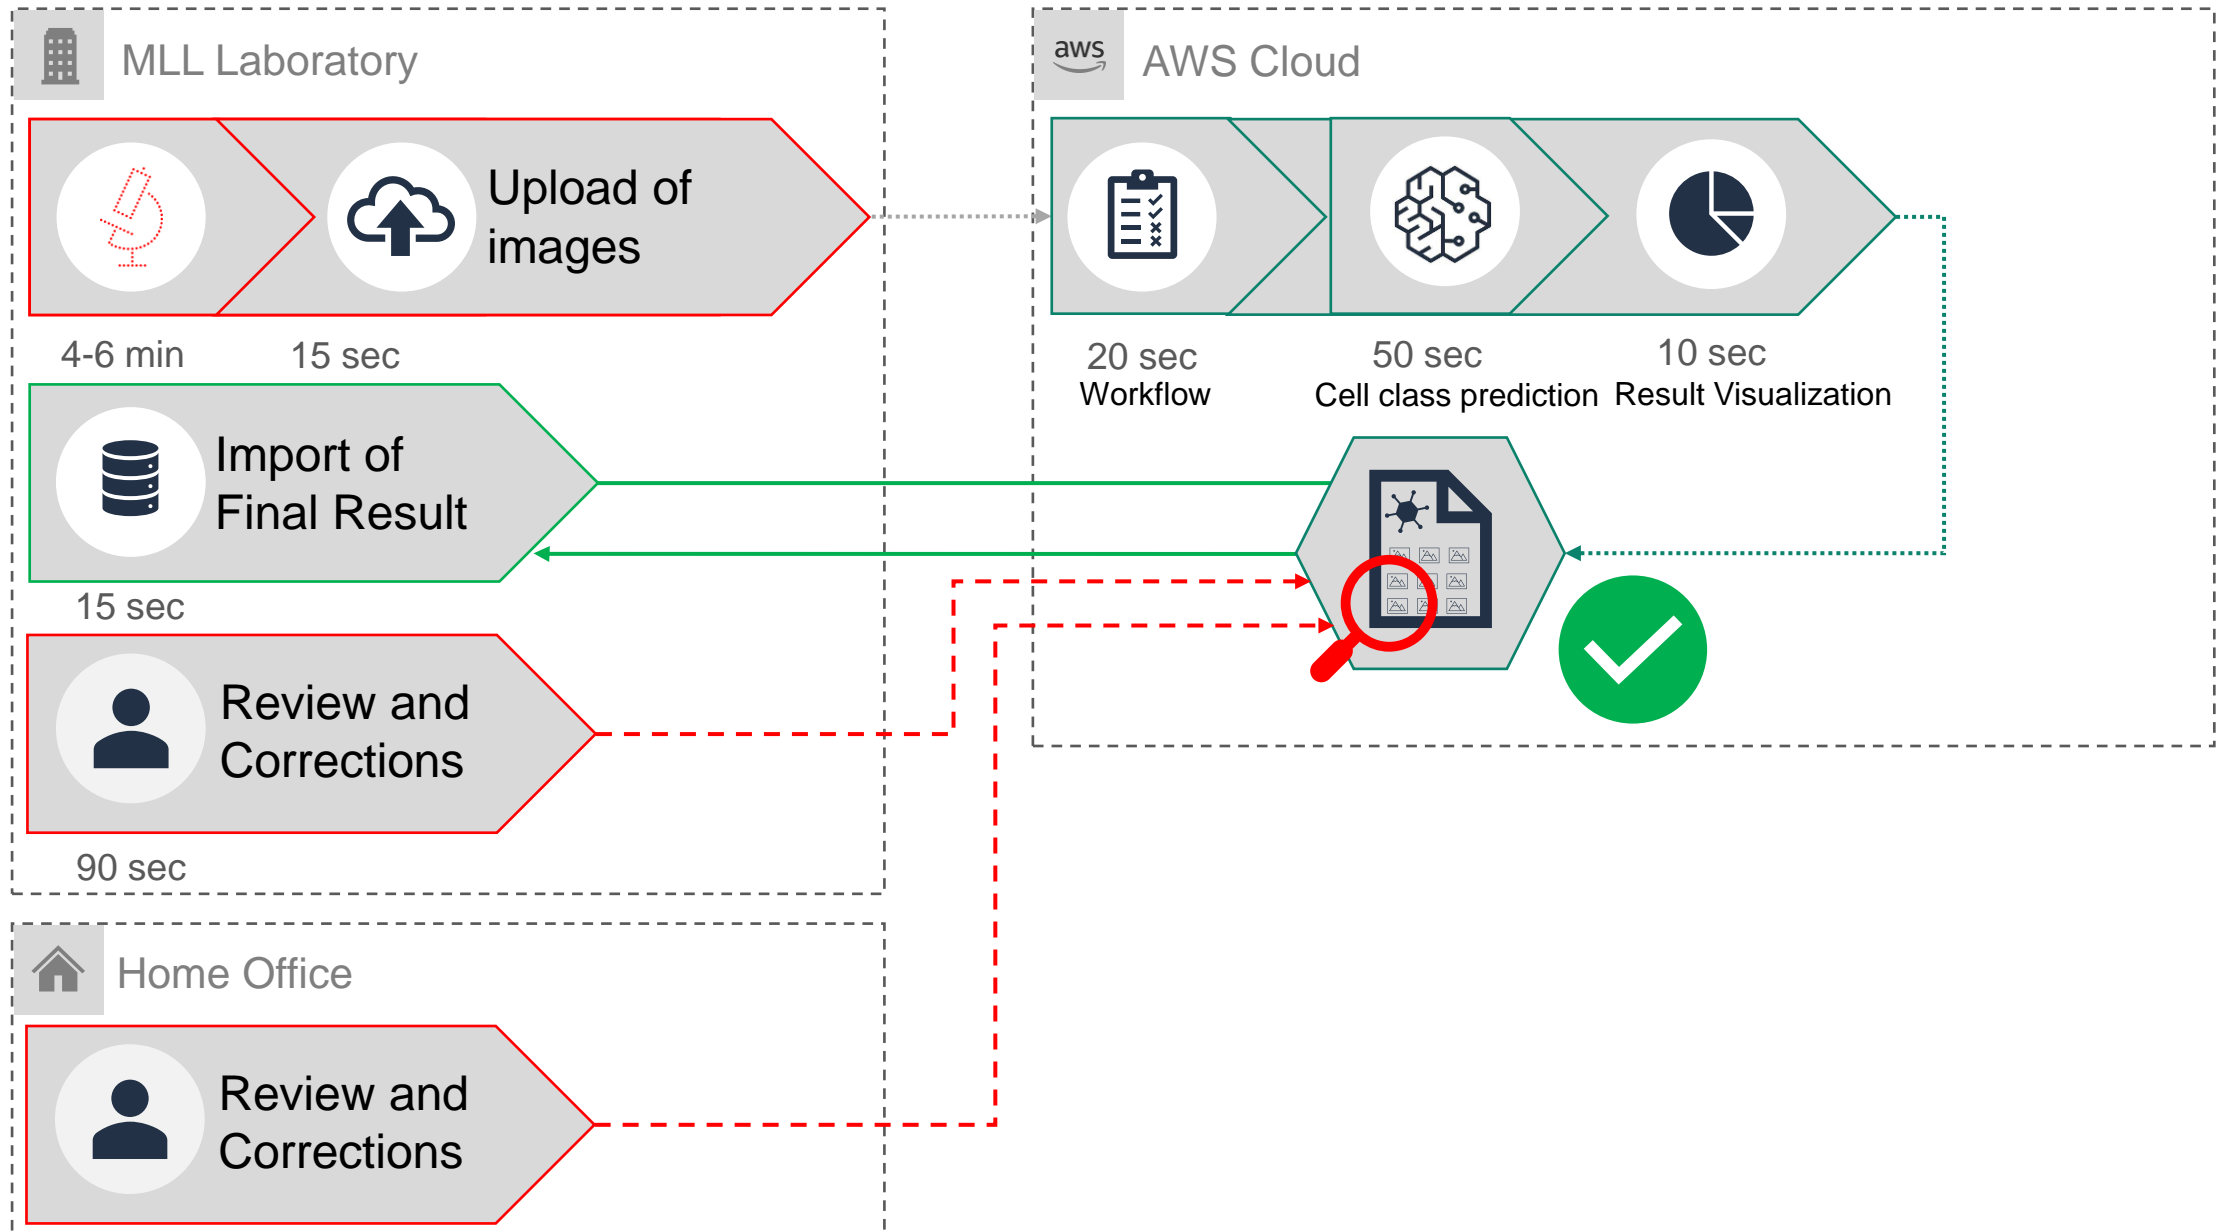 MLL Laboratory
Upload of
images
4-6 min
15 sec
Import of
Final Result
15 sec
Review and
Corrections
90 sec
Home Office
Review and
Corrections
aws
AWS Cloud
20 sec
Workflow
50 sec
Cell class prediction
10 sec
Result Visualization